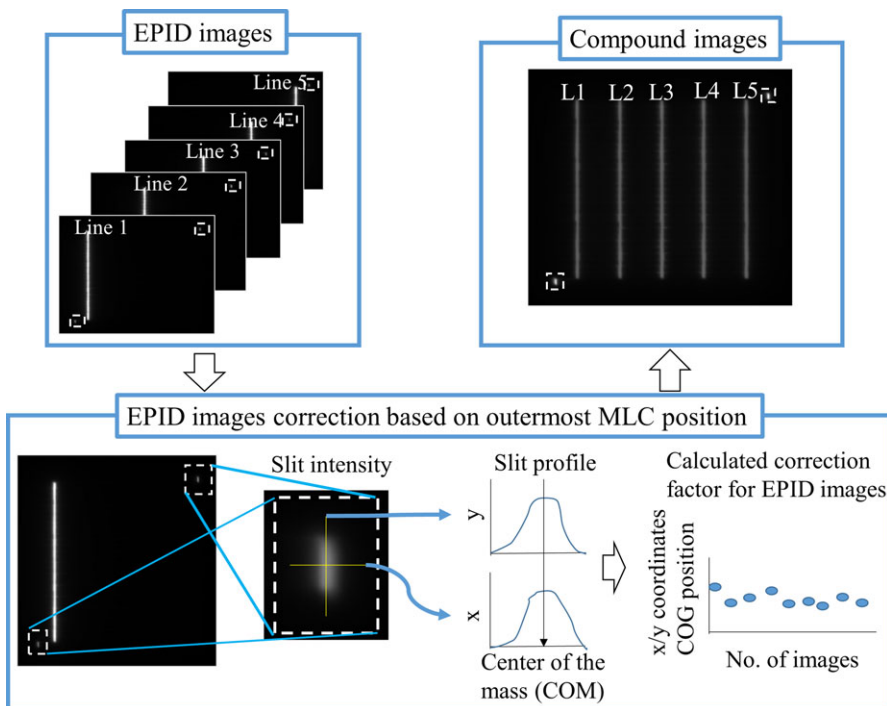 EPID images
Line 5
Line 4
Line 3
Line 2
Line 1
Compound images
L1 L2 L3 L4 L5
EPID images correction based on outermost MLC position
Slit intensity
Slit profile
y
x
Center of the
mass (COM)
Calculated correction
factor for EPID images
x/y coordinates
COG position
No. of images